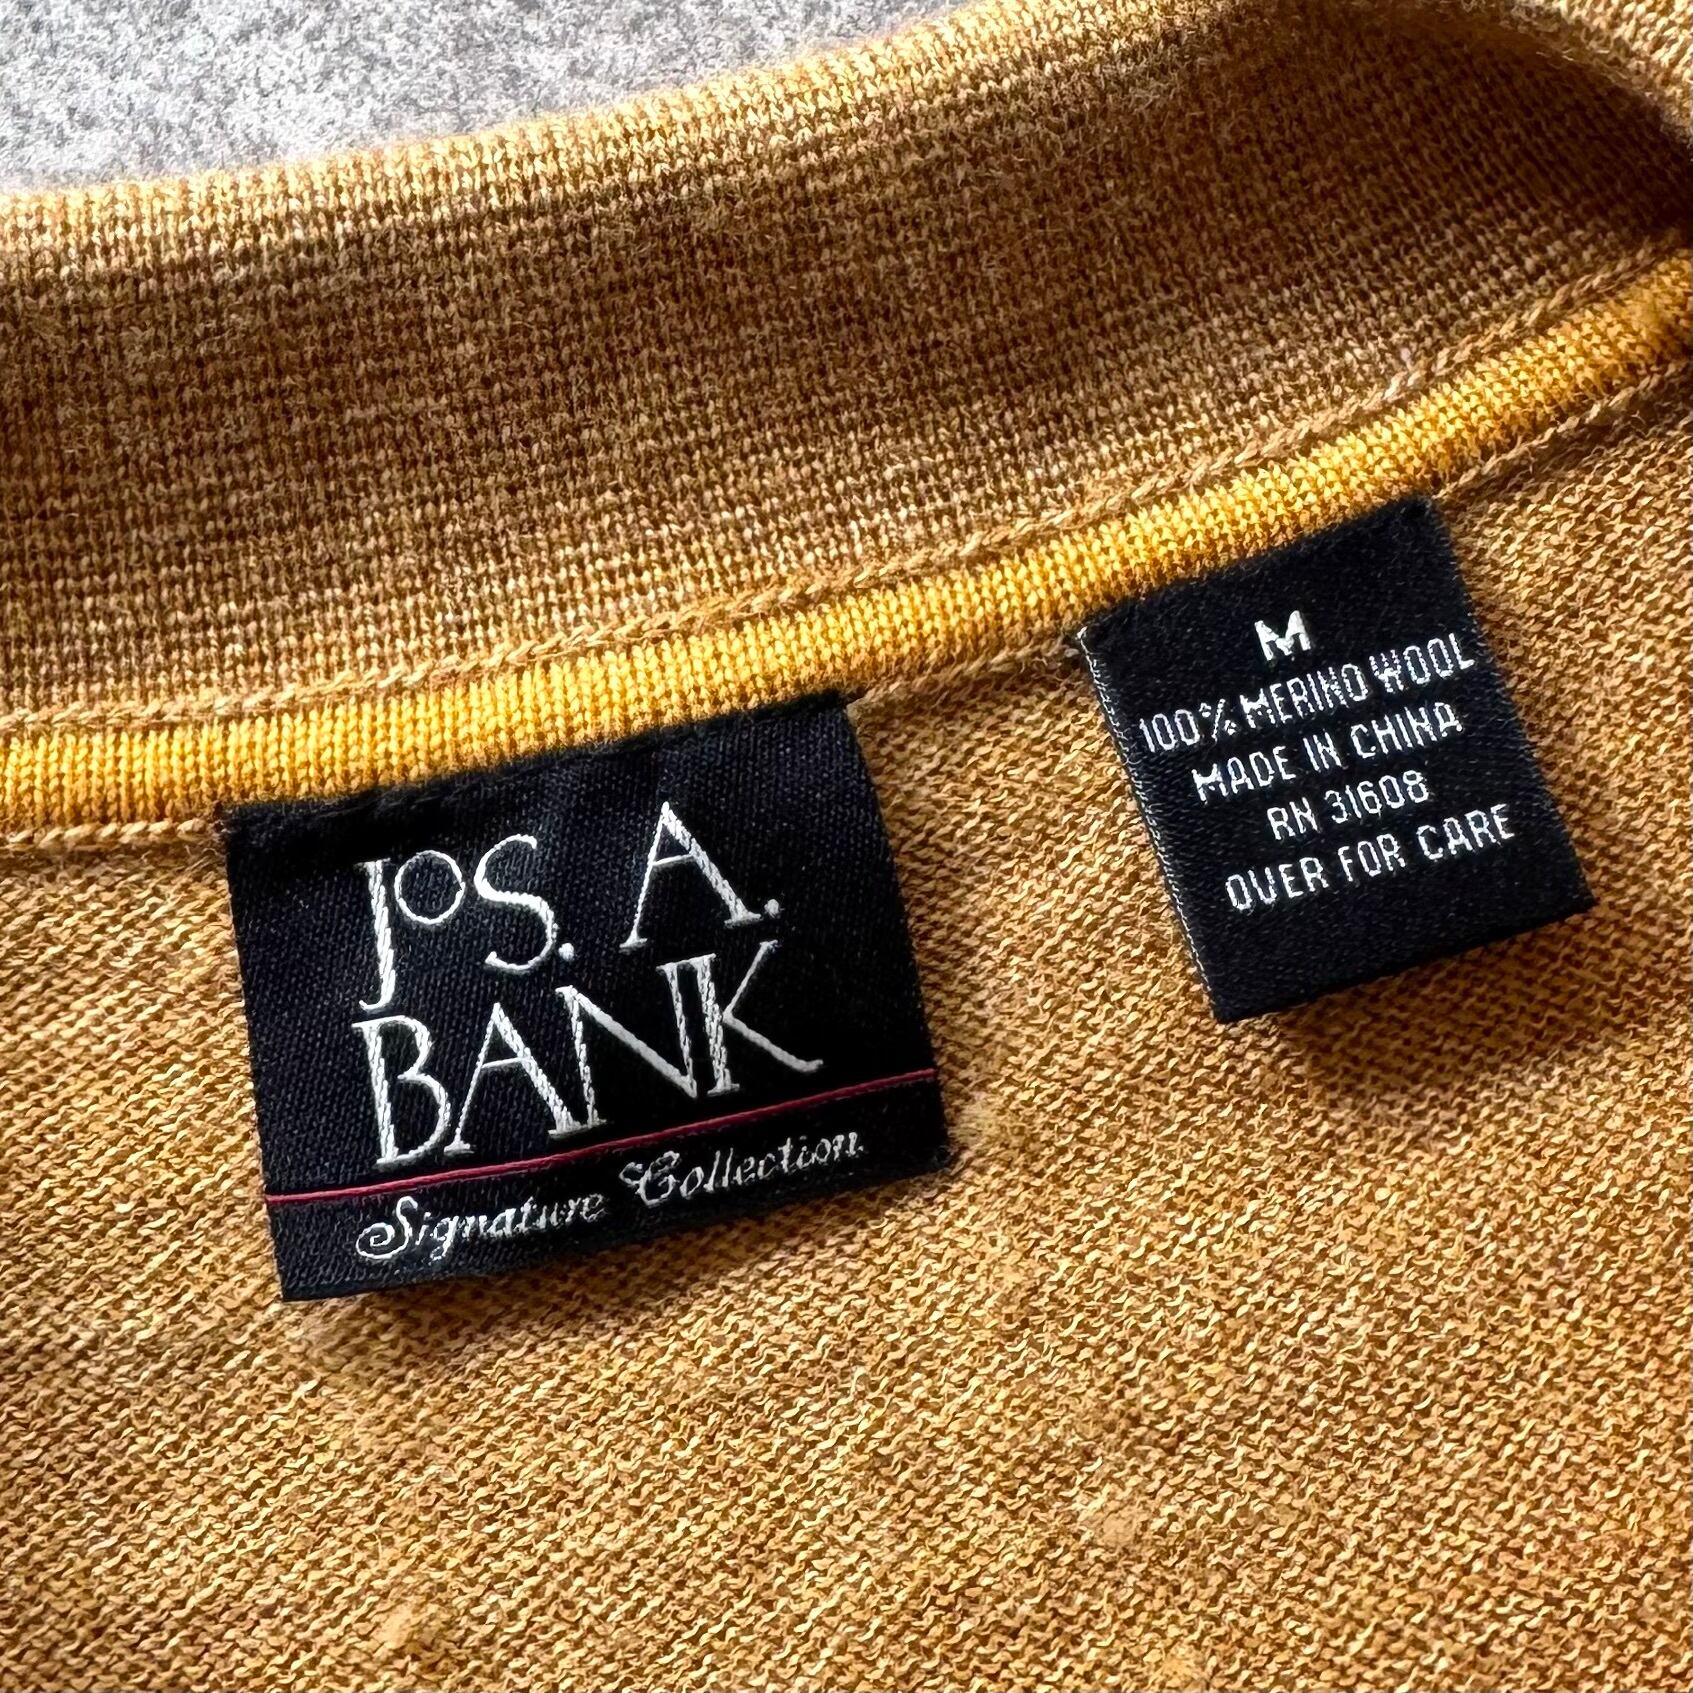 JOS. A.
BANK
Signature Collection
M
100% MERINO WOOL
MADE IN CHINA
RN 31608
OVER FOR CARE